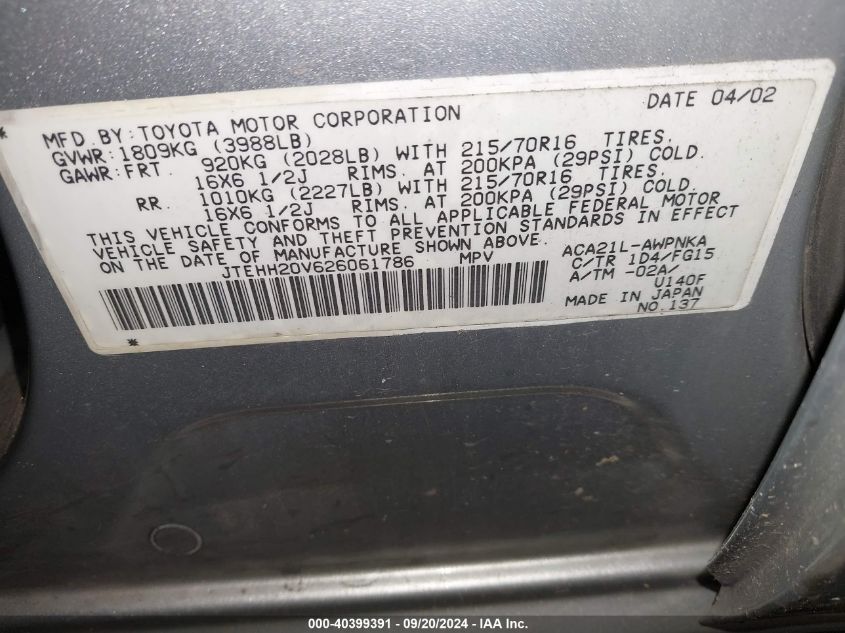 DATE 04/02
MFD. BY: TOYOTA MOTOR CORPORATION
GVWR: 1809KG (3988LB)
GAWR: FRT. 920KG (2028LB) WITH 215/70R16 TIRES,
16X6 1/2J RIMS, AT 200KPA (29PSI) COLD.
RR. 1010KG (2227LB) WITH 215/70R16 TIRES,
16X6 1/2J RIMS, AT 200KPA (29PSI) COLD.
THIS VEHICLE CONFORMS TO ALL APPLICABLE FEDERAL MOTOR
VEHICLE SAFETY AND THEFT PREVENTION STANDARDS IN EFFECT
ON THE DATE OF MANUFACTURE SHOWN ABOVE.
JTEHH20V626061786 MPV
ACA21L-AWPNKA
C/TR 1D4/FG15
A/TM -02A/
U140F
MADE IN JAPAN
NO.137
000-40399391 - 09/20/2024 - IAA Inc.